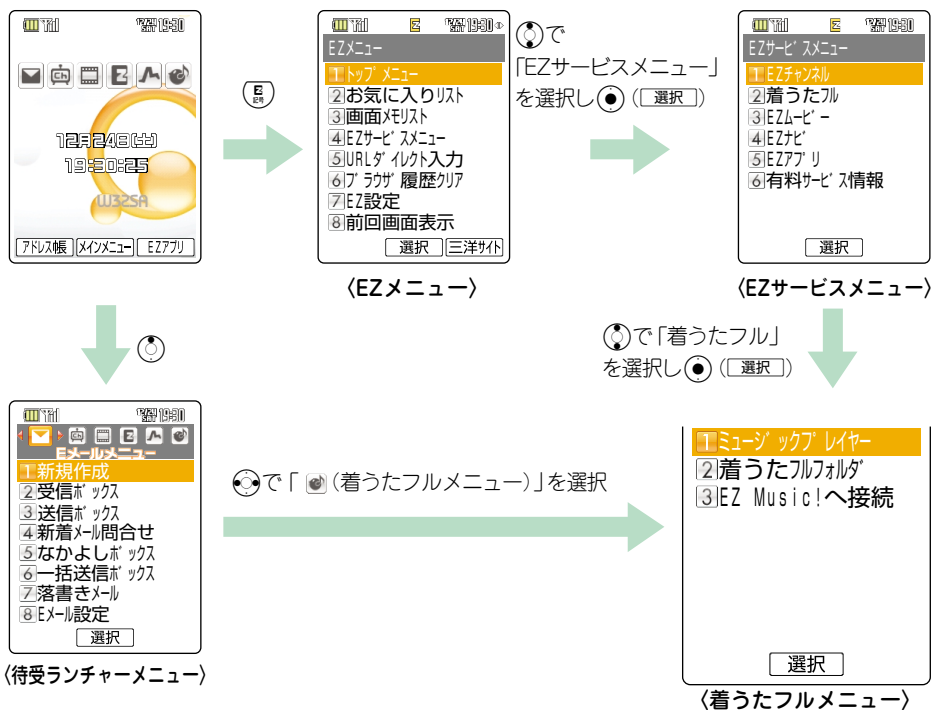 圏外 19:30
12月24日(土)
19:30:25
W32SA
アドレス帳 メインメニュー EZアプリ
E
記号
圏外 19:30
EZメニュー
1トップメニュー
2お気に入りリスト
3画面メモリスト
4EZサービスメニュー
5URLダイレクト入力
6ブラウザ履歴クリア
7EZ設定
8前回画面表示
選択 三洋サイト
〈EZメニュー〉
で
「EZサービスメニュー」
を選択し(選択)
19:30
EZサービスメニュー
1EZチャンネル
2着うたフル
3EZムービー
4EZナビ
5EZアプリ
6有料サービス情報
選択
〈EZサービスメニュー〉
で「着うたフル」
を選択し(選択)
19:30
Eメールメニュー
1新規作成
2受信ボックス
3送信ボックス
4新着メール問合せ
5なかよしボックス
6一括送信ボックス
7落書きメール
8Eメール設定
選択
〈待受ランチャーメニュー〉
で「(着うたフルメニュー)」を選択
1ミュージックプレイヤー
2着うたフルフォルダ
3EZ Music!へ接続
選択
〈着うたフルメニュー〉